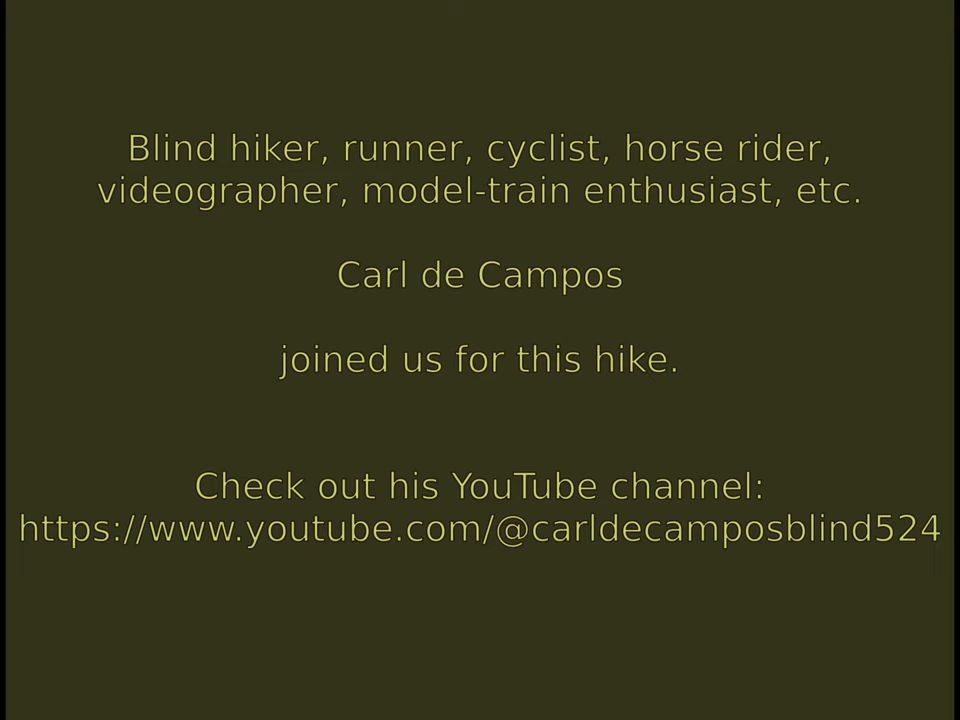 Blind hiker, runner, cyclist, horse rider,
videographer, model-train enthusiast, etc.
Carl de Campos
joined us for this hike.
Check out his YouTube channel:
https://www.youtube.com/@carldecamposblind524